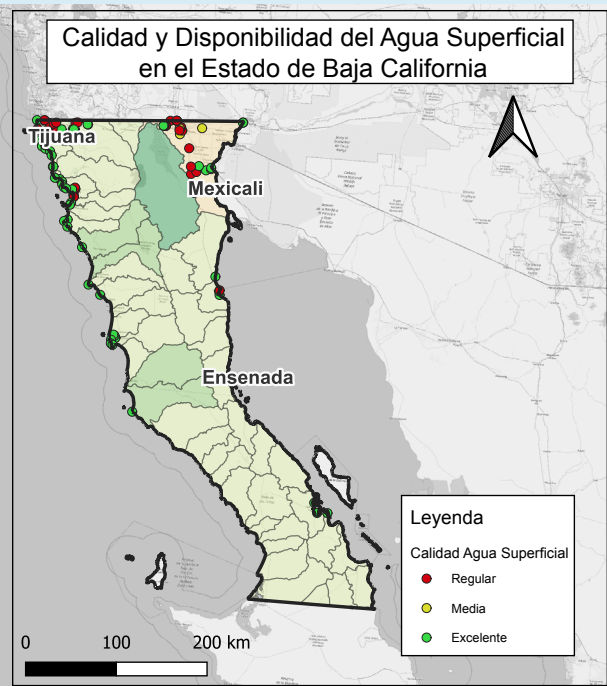 Calidad y Disponibilidad del Agua Superficial
en el Estado de Baja California
Tijuana
Mexicali
Ensenada
Leyenda
Calidad Agua Superficial
Regular
Media
Excelente
0 100 200 km